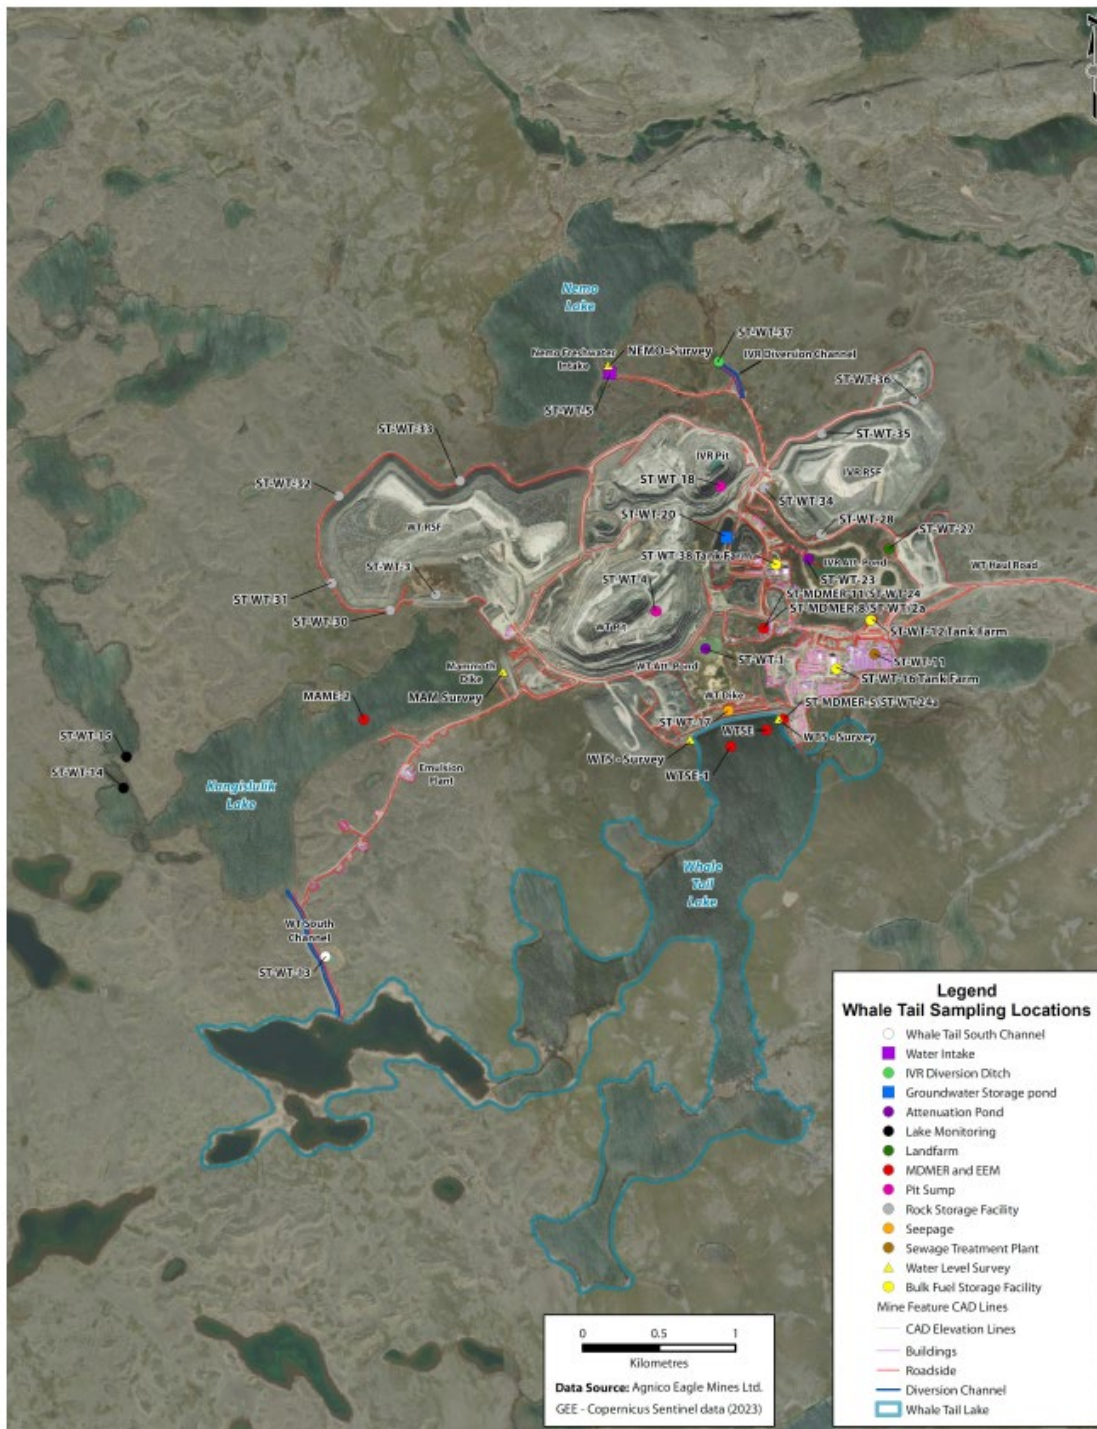 Nemo
Lake
ST-WT-37
NEMO-Survey
IVR Diversion Channel
Nemo Freshwater
Intake
ST-WT-36
ST-WT-5
ST-WT-33
ST-WT-35
IVR Pit
IVR RSF
ST-WT-18
ST-WT-32
ST-WT-34
WT RSF
ST-WT-20
ST-WT-28
ST-WT-27
ST-WT-38 Tank Farm
IVR Att. Pond
WT Haul Road
ST-WT-3
ST-WT-4
ST-WT-23
ST-WT-31
ST-MDMER-11/ST-WT-24
ST-MDMER-8/ST-WT-2a
ST-WT-30
WT Pit
ST-WT-12 Tank Farm
ST-WT-1
ST-WT-11
Mammoth
Dike
WT Att. Pond
ST-WT-16 Tank Farm
MAM Survey
MAME-2
WT Dike
ST-MDMER-5/ST-WT-24a
ST-WT-17
WTSE
WTS - Survey
ST-WT-15
WTS - Survey
ST-WT-14
Emulsion
Plant
WTSE-1
Kangislulik
Lake
Whale
Tail
Lake
WT South
Channel
ST-WT-13
Legend
Whale Tail Sampling Locations
Whale Tail South Channel
Water Intake
IVR Diversion Ditch
Groundwater Storage pond
Attenuation Pond
Lake Monitoring
Landfarm
MDMER and EEM
Pit Sump
Rock Storage Facility
Seepage
Sewage Treatment Plant
Water Level Survey
Bulk Fuel Storage Facility
Mine Feature CAD Lines
CAD Elevation Lines
Buildings
Roadside
Diversion Channel
Whale Tail Lake
0 0.5 1
Kilometres
Data Source: Agnico Eagle Mines Ltd.
GEE - Copernicus Sentinel data (2023)